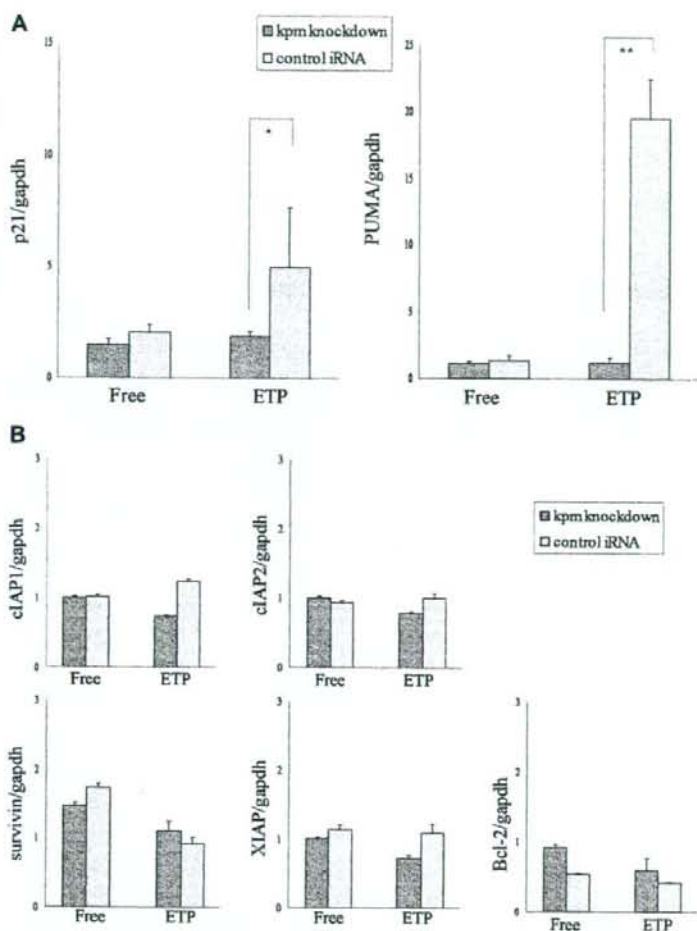 A
kpm knockdown
control iRNA
p21/gapdh
15
10
5
0
*
Free
ETP
PUMA/gapdh
25
20
15
10
5
0
**
Free
ETP
B
kpm knockdown
control iRNA
cIAP1/gapdh
3
2
1
0
Free
ETP
cIAP2/gapdh
3
2
1
0
Free
ETP
survivin/gapdh
3
2
1
0
Free
ETP
XIAP/gapdh
3
2
1
0
Free
ETP
Bcl-2/gapdh
3
2
1
0
Free
ETP